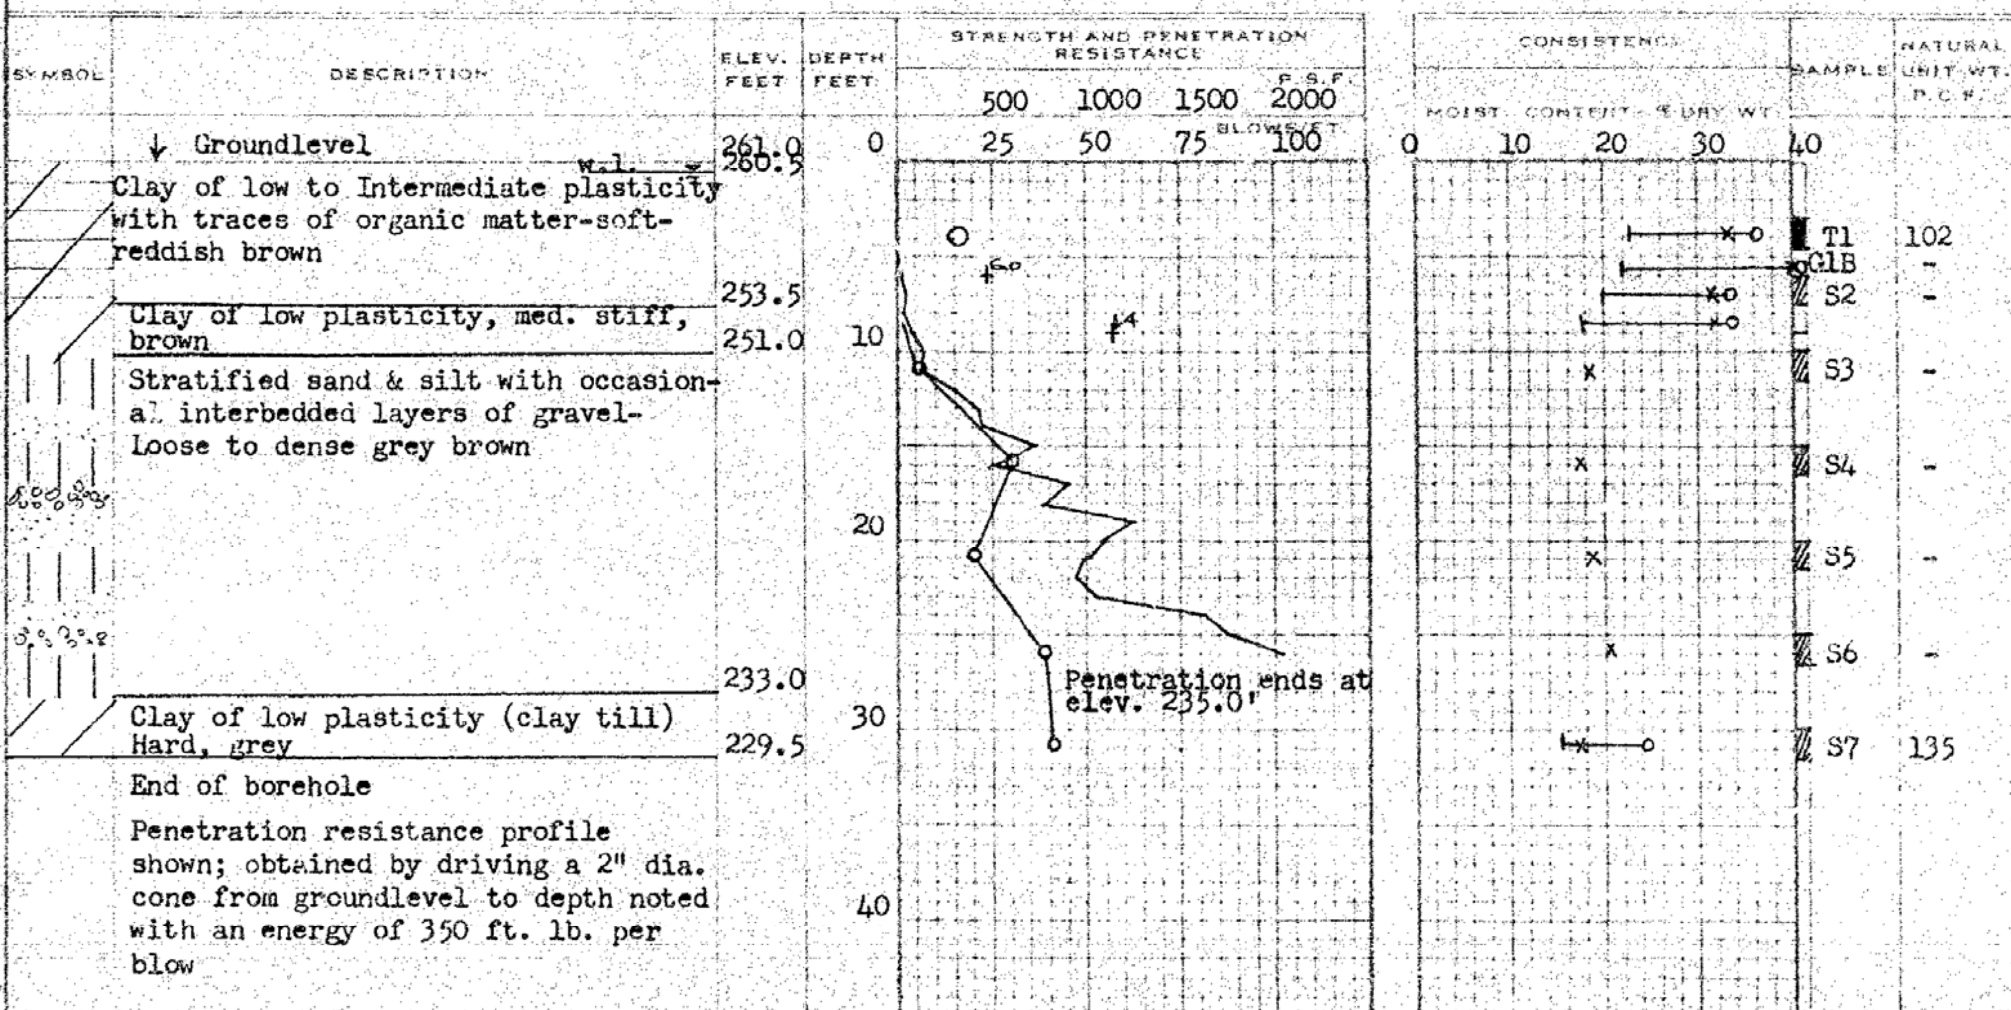 SYMBOL
DESCRIPTION
ELEV.
FEET
DEPTH
FEET
STRENGTH AND PENETRATION
RESISTANCE
P.S.F.
500 1000 1500 2000
BLOWS/FT.
25 50 75 100
CONSISTENCY
MOIST. CONTENT - % DRY WT.
0 10 20 30 40
SAMPLE
NATURAL
UNIT WT.
P.C.F.
↓ Groundlevel
261.0
0
w.l.
260.5
Clay of low to Intermediate plasticity
with traces of organic matter-soft-
reddish brown
253.5
Clay of low plasticity, med. stiff,
brown
251.0
10
Stratified sand & silt with occasion-
al interbedded layers of gravel-
Loose to dense grey brown
20
233.0
Clay of low plasticity (clay till)
Hard, grey
30
229.5
End of borehole
Penetration resistance profile
shown; obtained by driving a 2" dia.
cone from groundlevel to depth noted
with an energy of 350 ft. lb. per
blow
40
Penetration ends at
elev. 235.0'
T1 102
G1B -
S2 -
S3 -
S4 -
S5 -
S6 -
S7 135